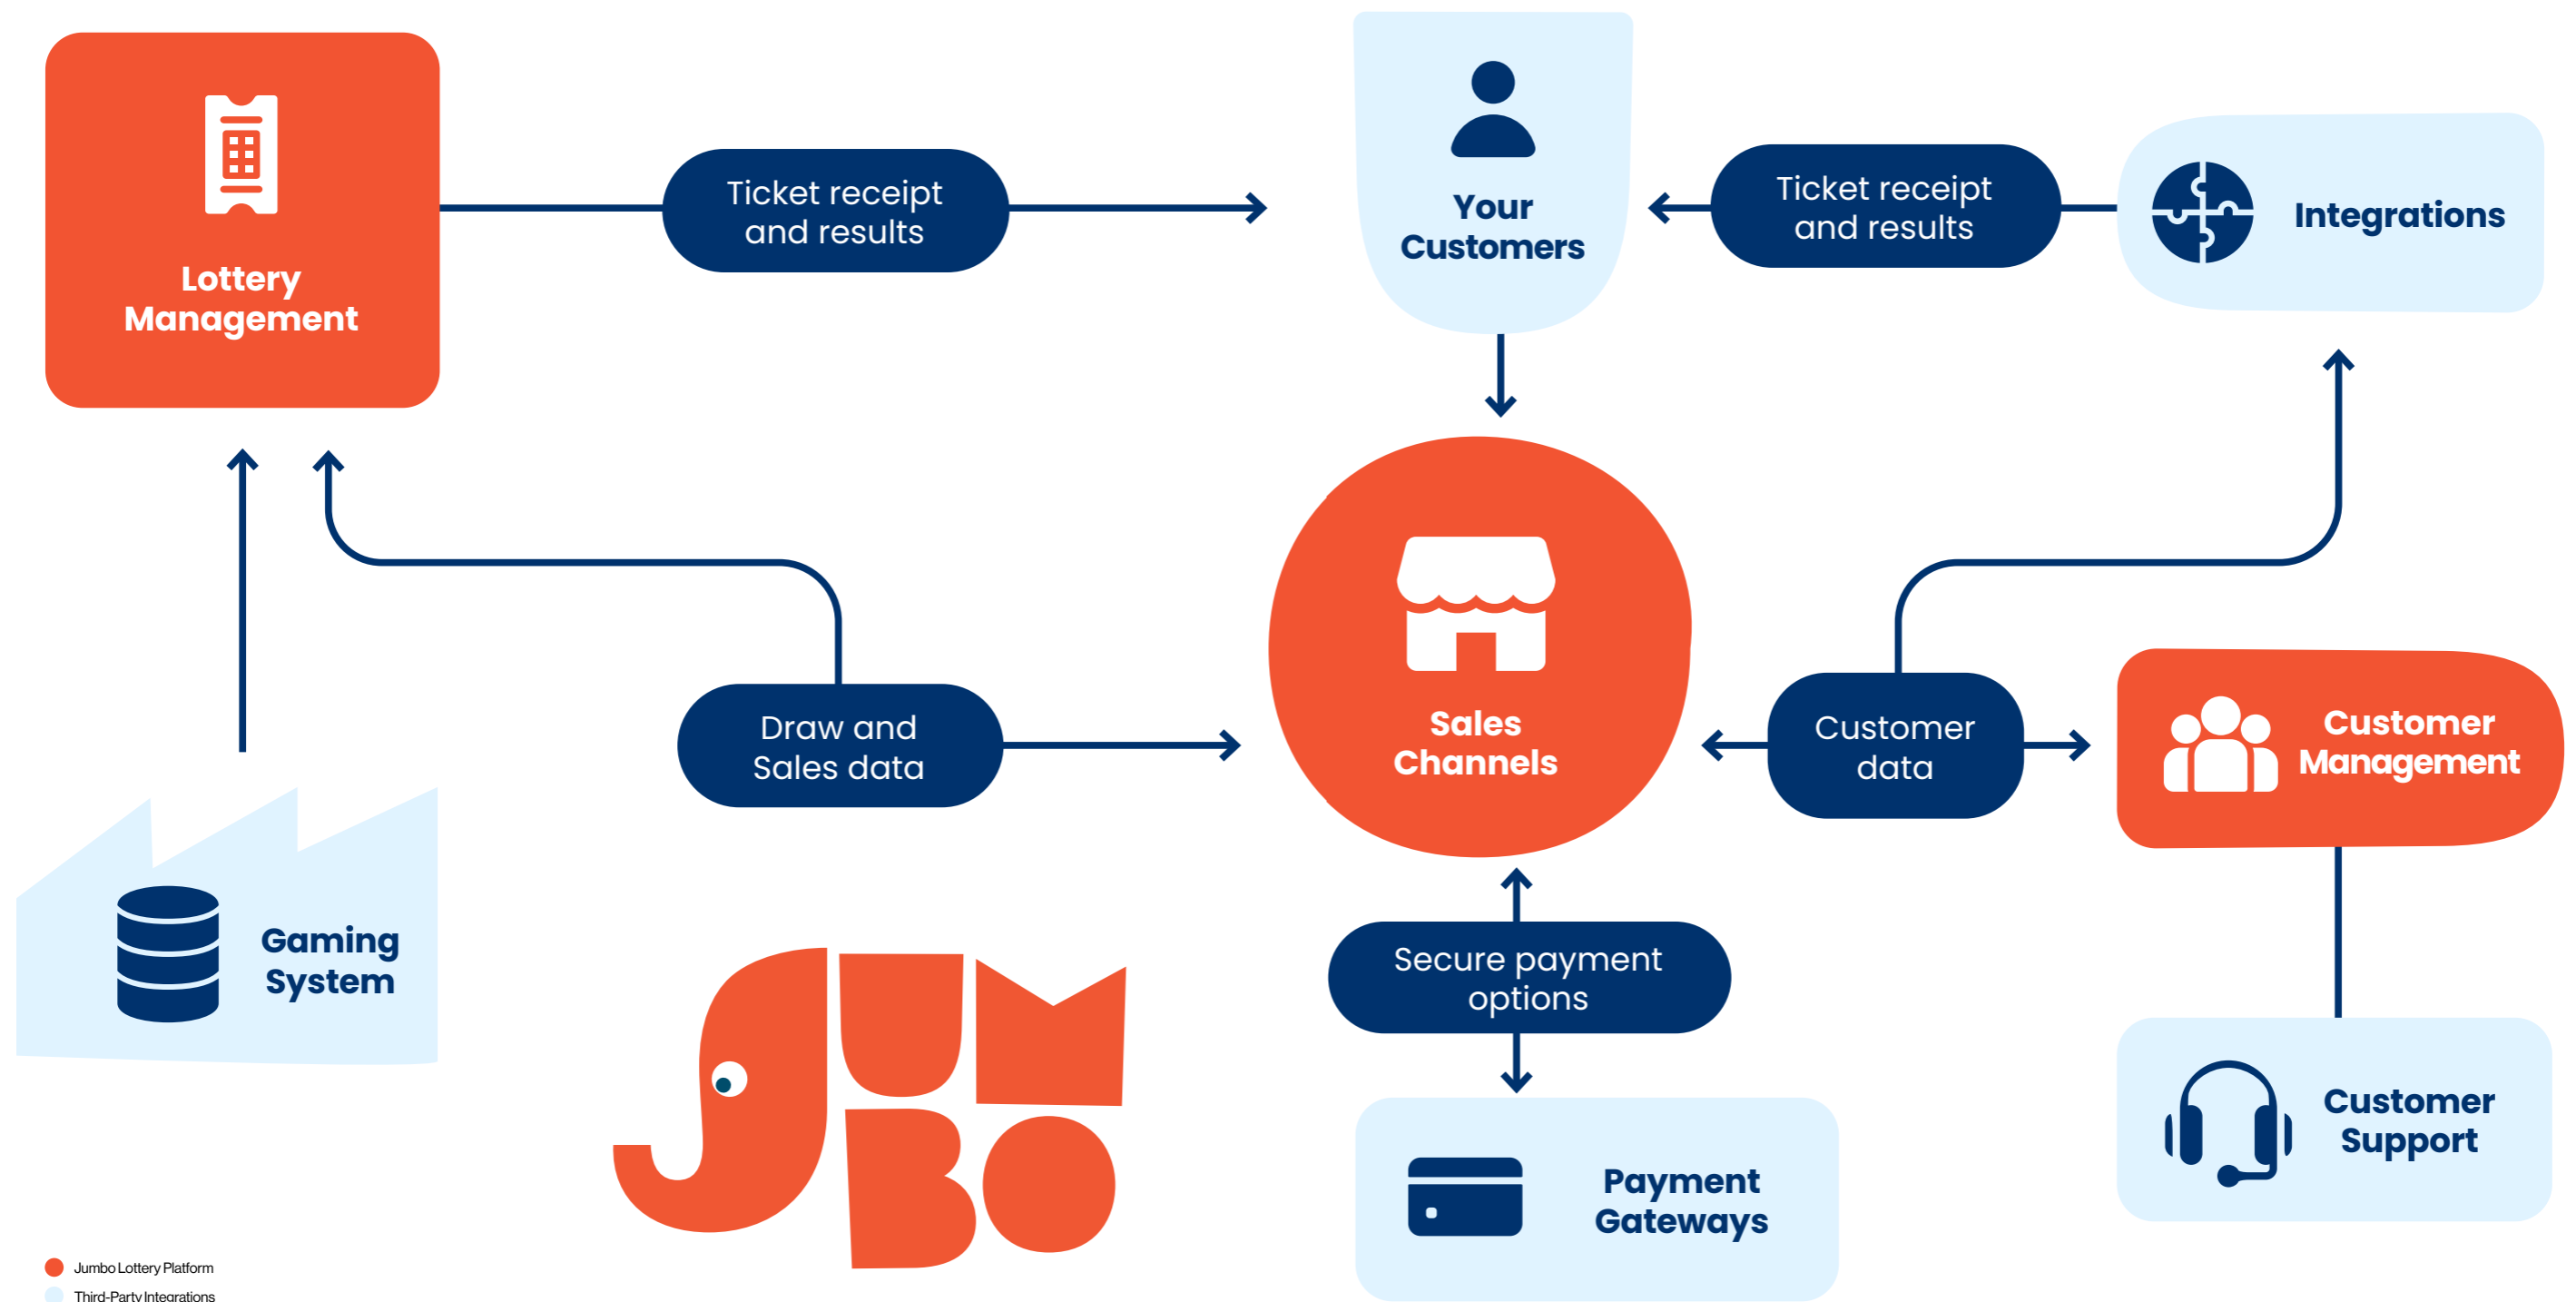 Lottery
Management
Ticket receipt
and results
Your
Customers
Ticket receipt
and results
Integrations
Draw and
Sales data
Sales
Channels
Customer
data
Customer
Management
Gaming
System
Secure payment
options
JUM
BO
Payment
Gateways
Customer
Support
Jumbo Lottery Platform
Third-Party Integrations